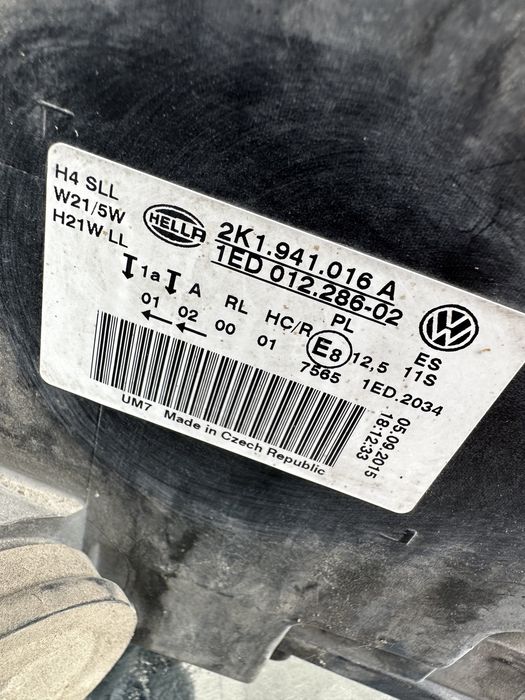 H4 SLL
W21/5W
H21W LL
HELLA
2K1.941.016 A
1ED 012.286-02
1a A RL HC/R PL ES
01 02 00 01 E8 12,5 11S
7565 1ED.2034
UM7 Made in Czech Republic
05.09.2015
18:12:33
VW